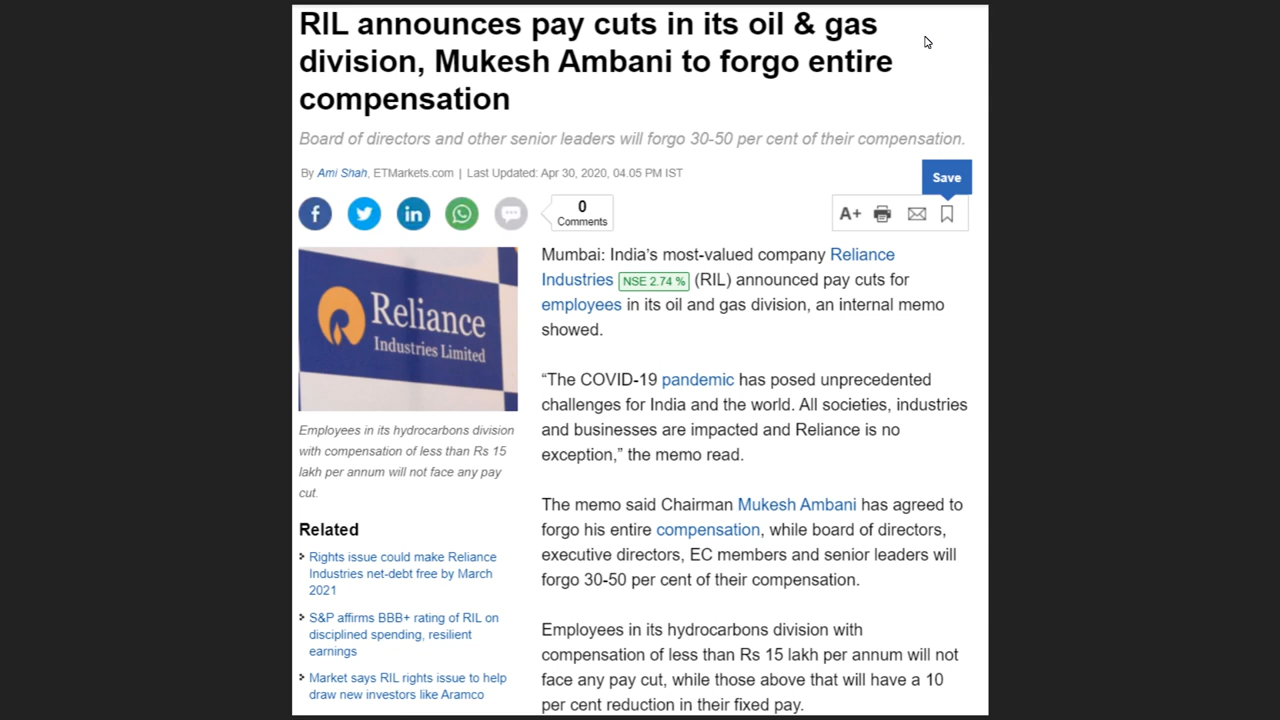 RIL announces pay cuts in its oil & gas
division, Mukesh Ambani to forgo entire
compensation
Board of directors and other senior leaders will forgo 30-50 per cent of their compensation.
By Ami Shah, ETMarkets.com | Last Updated: Apr 30, 2020, 04.05 PM IST
Save
0
Comments
A+
Reliance
Industries Limited
Employees in its hydrocarbons division
with compensation of less than Rs 15
lakh per annum will not face any pay
cut.
Related
Rights issue could make Reliance
Industries net-debt free by March
2021
S&P affirms BBB+ rating of RIL on
disciplined spending, resilient
earnings
Market says RIL rights issue to help
draw new investors like Aramco
Mumbai: India's most-valued company Reliance
Industries NSE 2.74 % (RIL) announced pay cuts for
employees in its oil and gas division, an internal memo
showed.
“The COVID-19 pandemic has posed unprecedented
challenges for India and the world. All societies, industries
and businesses are impacted and Reliance is no
exception,” the memo read.
The memo said Chairman Mukesh Ambani has agreed to
forgo his entire compensation, while board of directors,
executive directors, EC members and senior leaders will
forgo 30-50 per cent of their compensation.
Employees in its hydrocarbons division with
compensation of less than Rs 15 lakh per annum will not
face any pay cut, while those above that will have a 10
per cent reduction in their fixed pay.